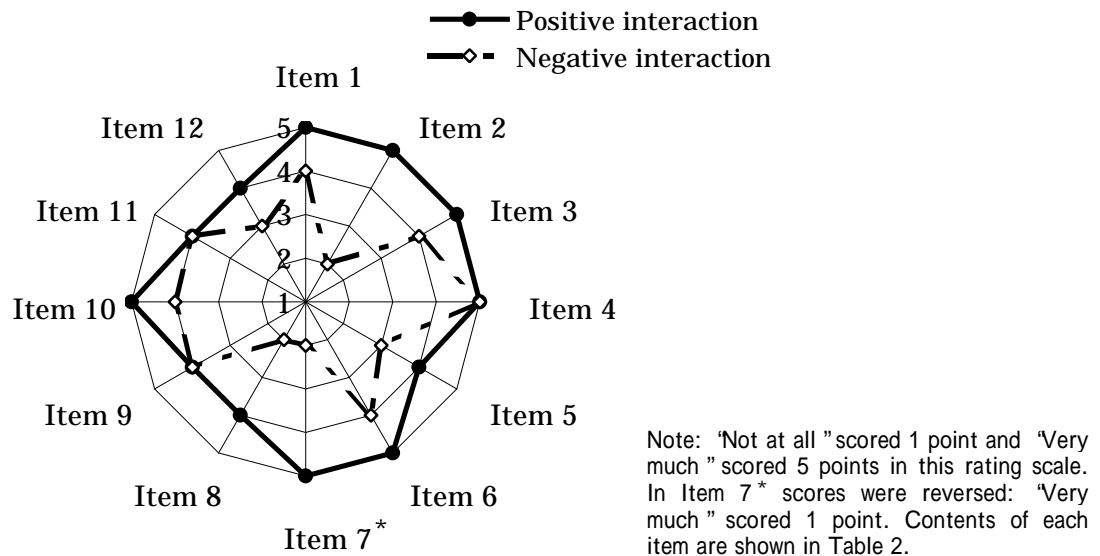 Positive interaction
Negative interaction
Item 1
Item 12
Item 2
5
4
Item 11
3
Item 3
2
Item 10
1
Item 4
Item 9
Item 5
Item 8
Item 6
Item 7*
Note: “Not at all ” scored 1 point and “Very
much ” scored 5 points in this rating scale.
In Item 7* scores were reversed: “Very
much ” scored 1 point. Contents of each
item are shown in Table 2.